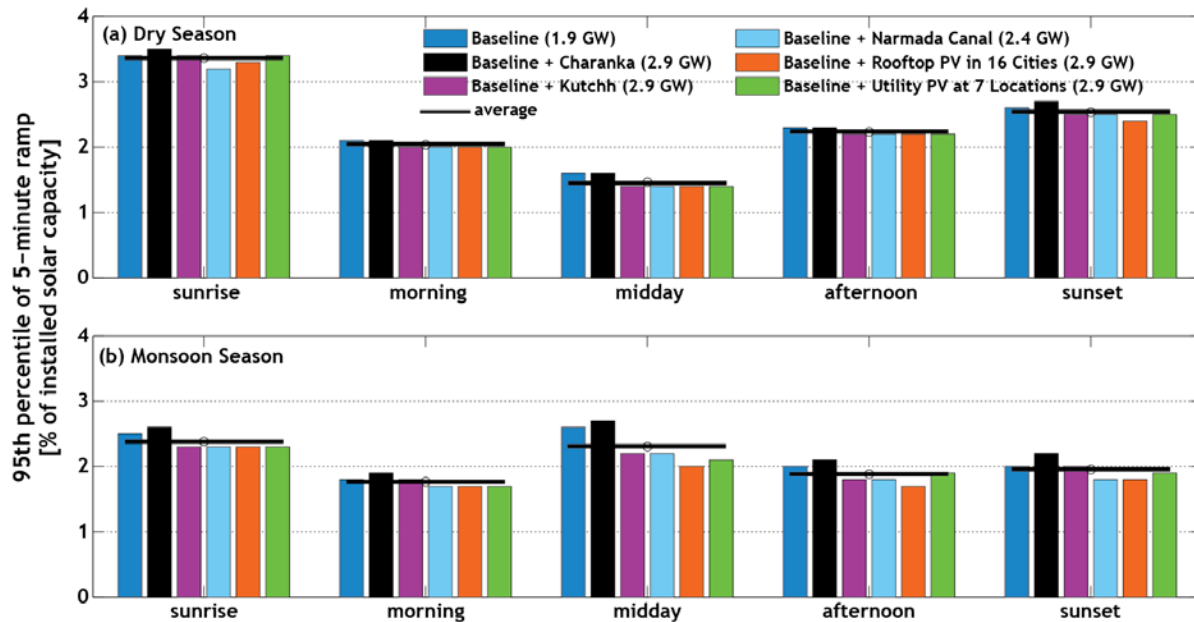 95th percentile of 5-minute ramp
[% of installed solar capacity]
(a) Dry Season
Baseline (1.9 GW)
Baseline + Charanka (2.9 GW)
Baseline + Kutchh (2.9 GW)
average
Baseline + Narmada Canal (2.4 GW)
Baseline + Rooftop PV in 16 Cities (2.9 GW)
Baseline + Utility PV at 7 Locations (2.9 GW)
4
3
2
1
0
sunrise morning midday afternoon sunset
(b) Monsoon Season
4
3
2
1
0
sunrise morning midday afternoon sunset